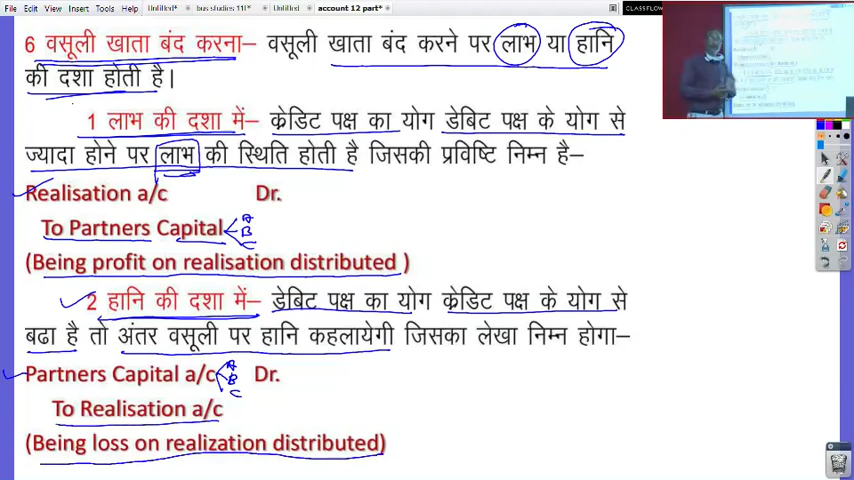 File Edit View Insert Tools Help Untitled* bus studies 11l* Untitled account 12 part*
CLASSFLOW
6 वसूली खाता बंद करना– वसूली खाता बंद करने पर लाभ या हानि
की दशा होती है।
1 लाभ की दशा में– क्रेडिट पक्ष का योग डेबिट पक्ष के योग से
ज्यादा होने पर लाभ की स्थिति होती है जिसकी प्रविष्टि निम्न है–
Realisation a/c Dr.
To Partners Capital A B C
(Being profit on realisation distributed )
2 हानि की दशा में– डेबिट पक्ष का योग क्रेडिट पक्ष के योग से
बढा है तो अंतर वसूली पर हानि कहलायेगी जिसका लेखा निम्न होगा–
Partners Capital a/c A B C Dr.
To Realisation a/c
(Being loss on realization distributed)